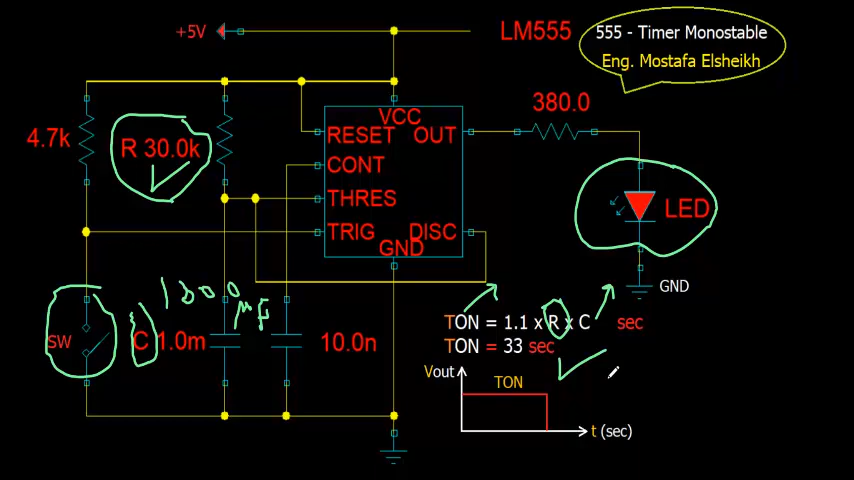 +5V
LM555
555 - Timer Monostable
Eng. Mostafa Elsheikh
380.0
4.7k
R 30.0k
VCC
RESET OUT
CONT
THRES
TRIG DISC
GND
LED
GND
1000 µF
SW
C 1.0m
10.0n
TON = 1.1 x R x C sec
TON = 33 sec
Vout
TON
t (sec)